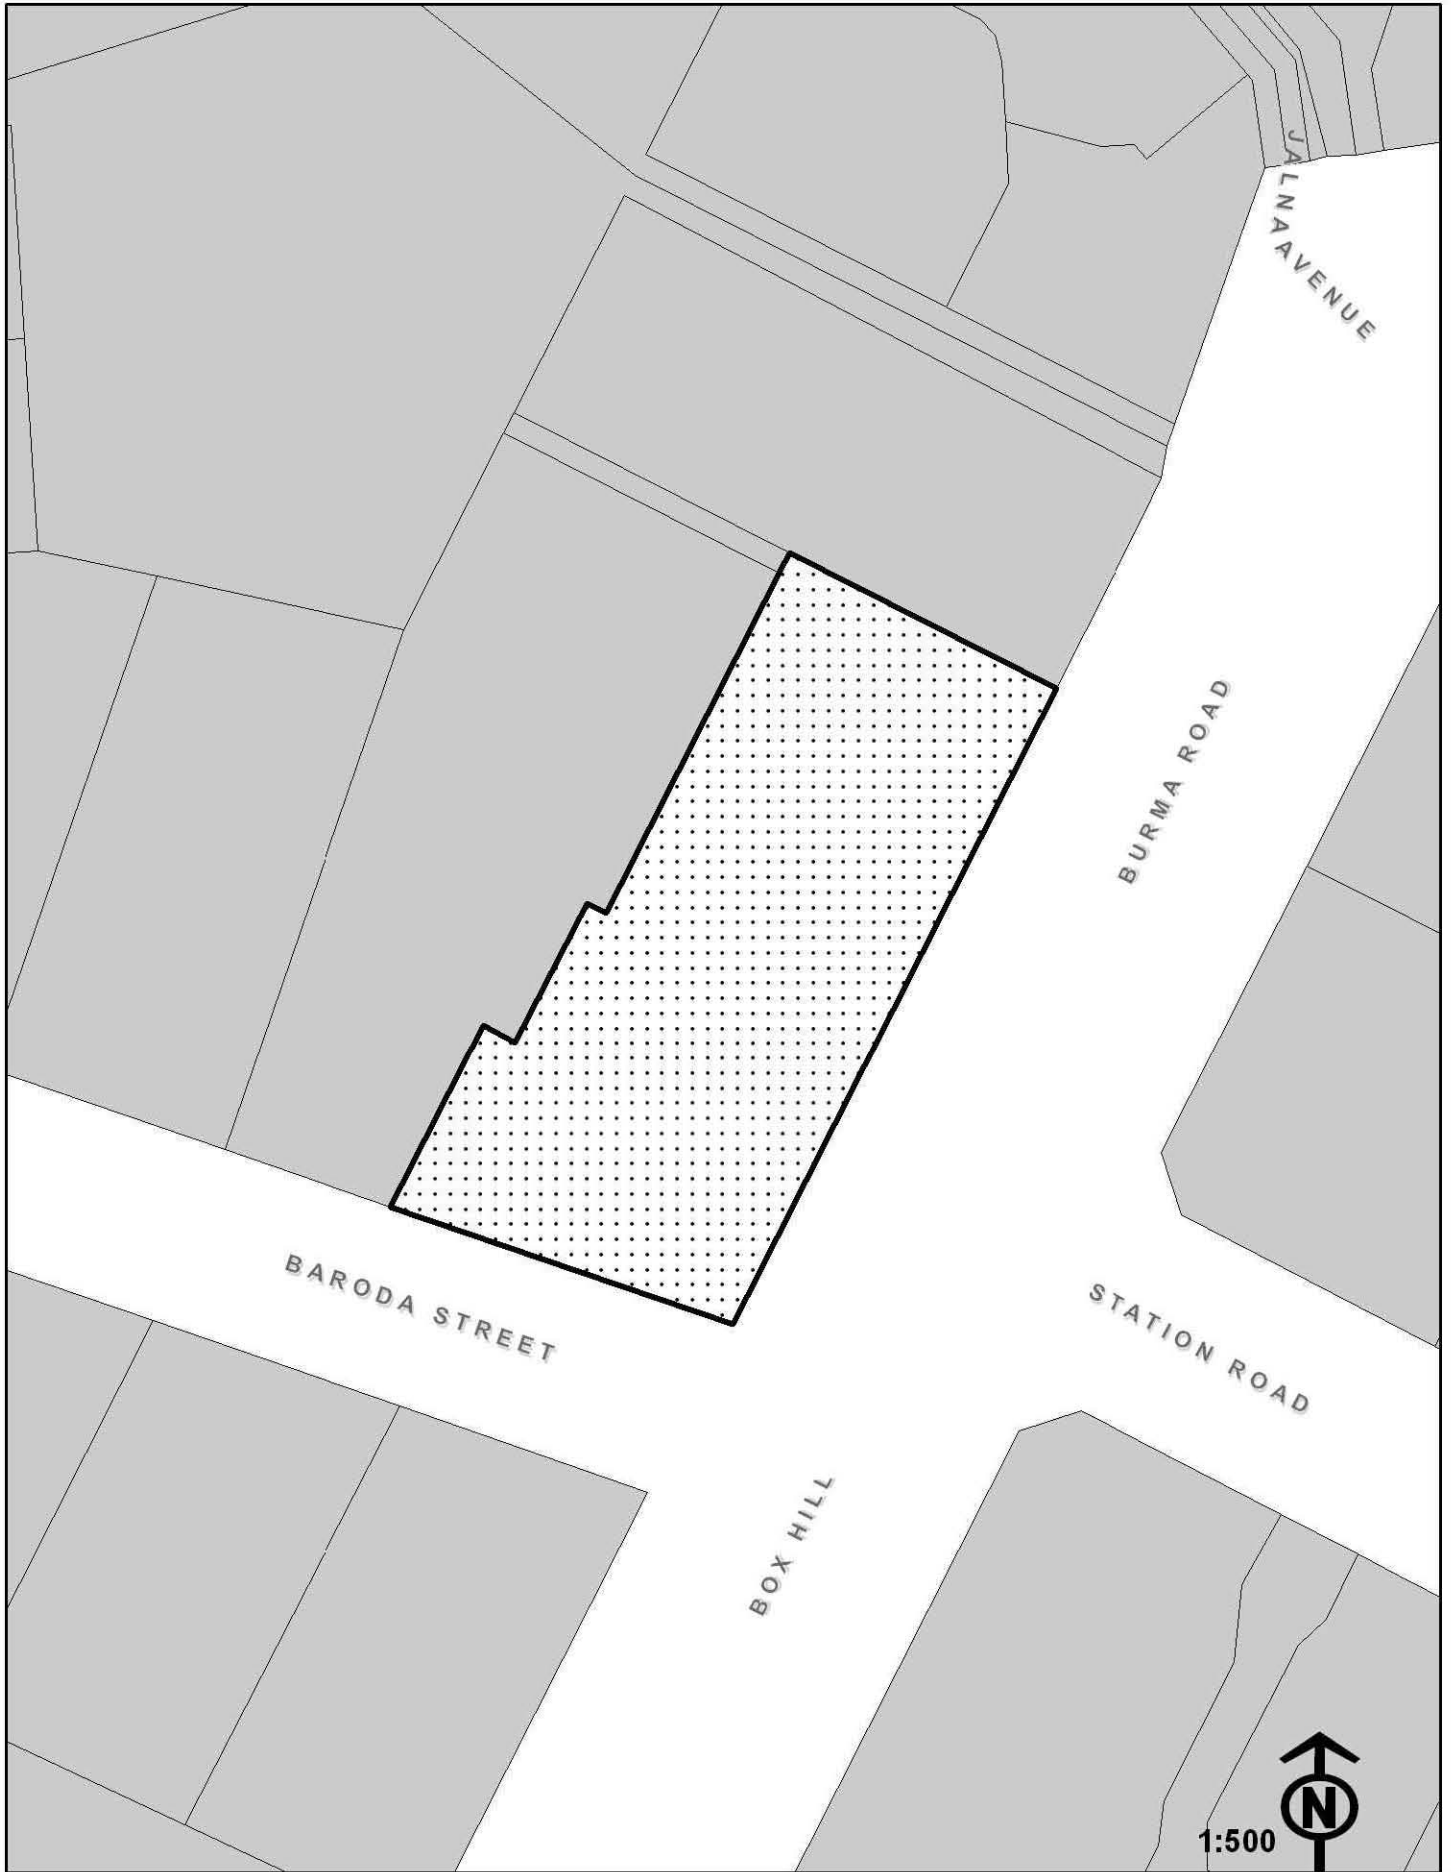 JALNA AVENUE
BURMA ROAD
BARODA STREET
STATION ROAD
BOX HILL
N
1:500